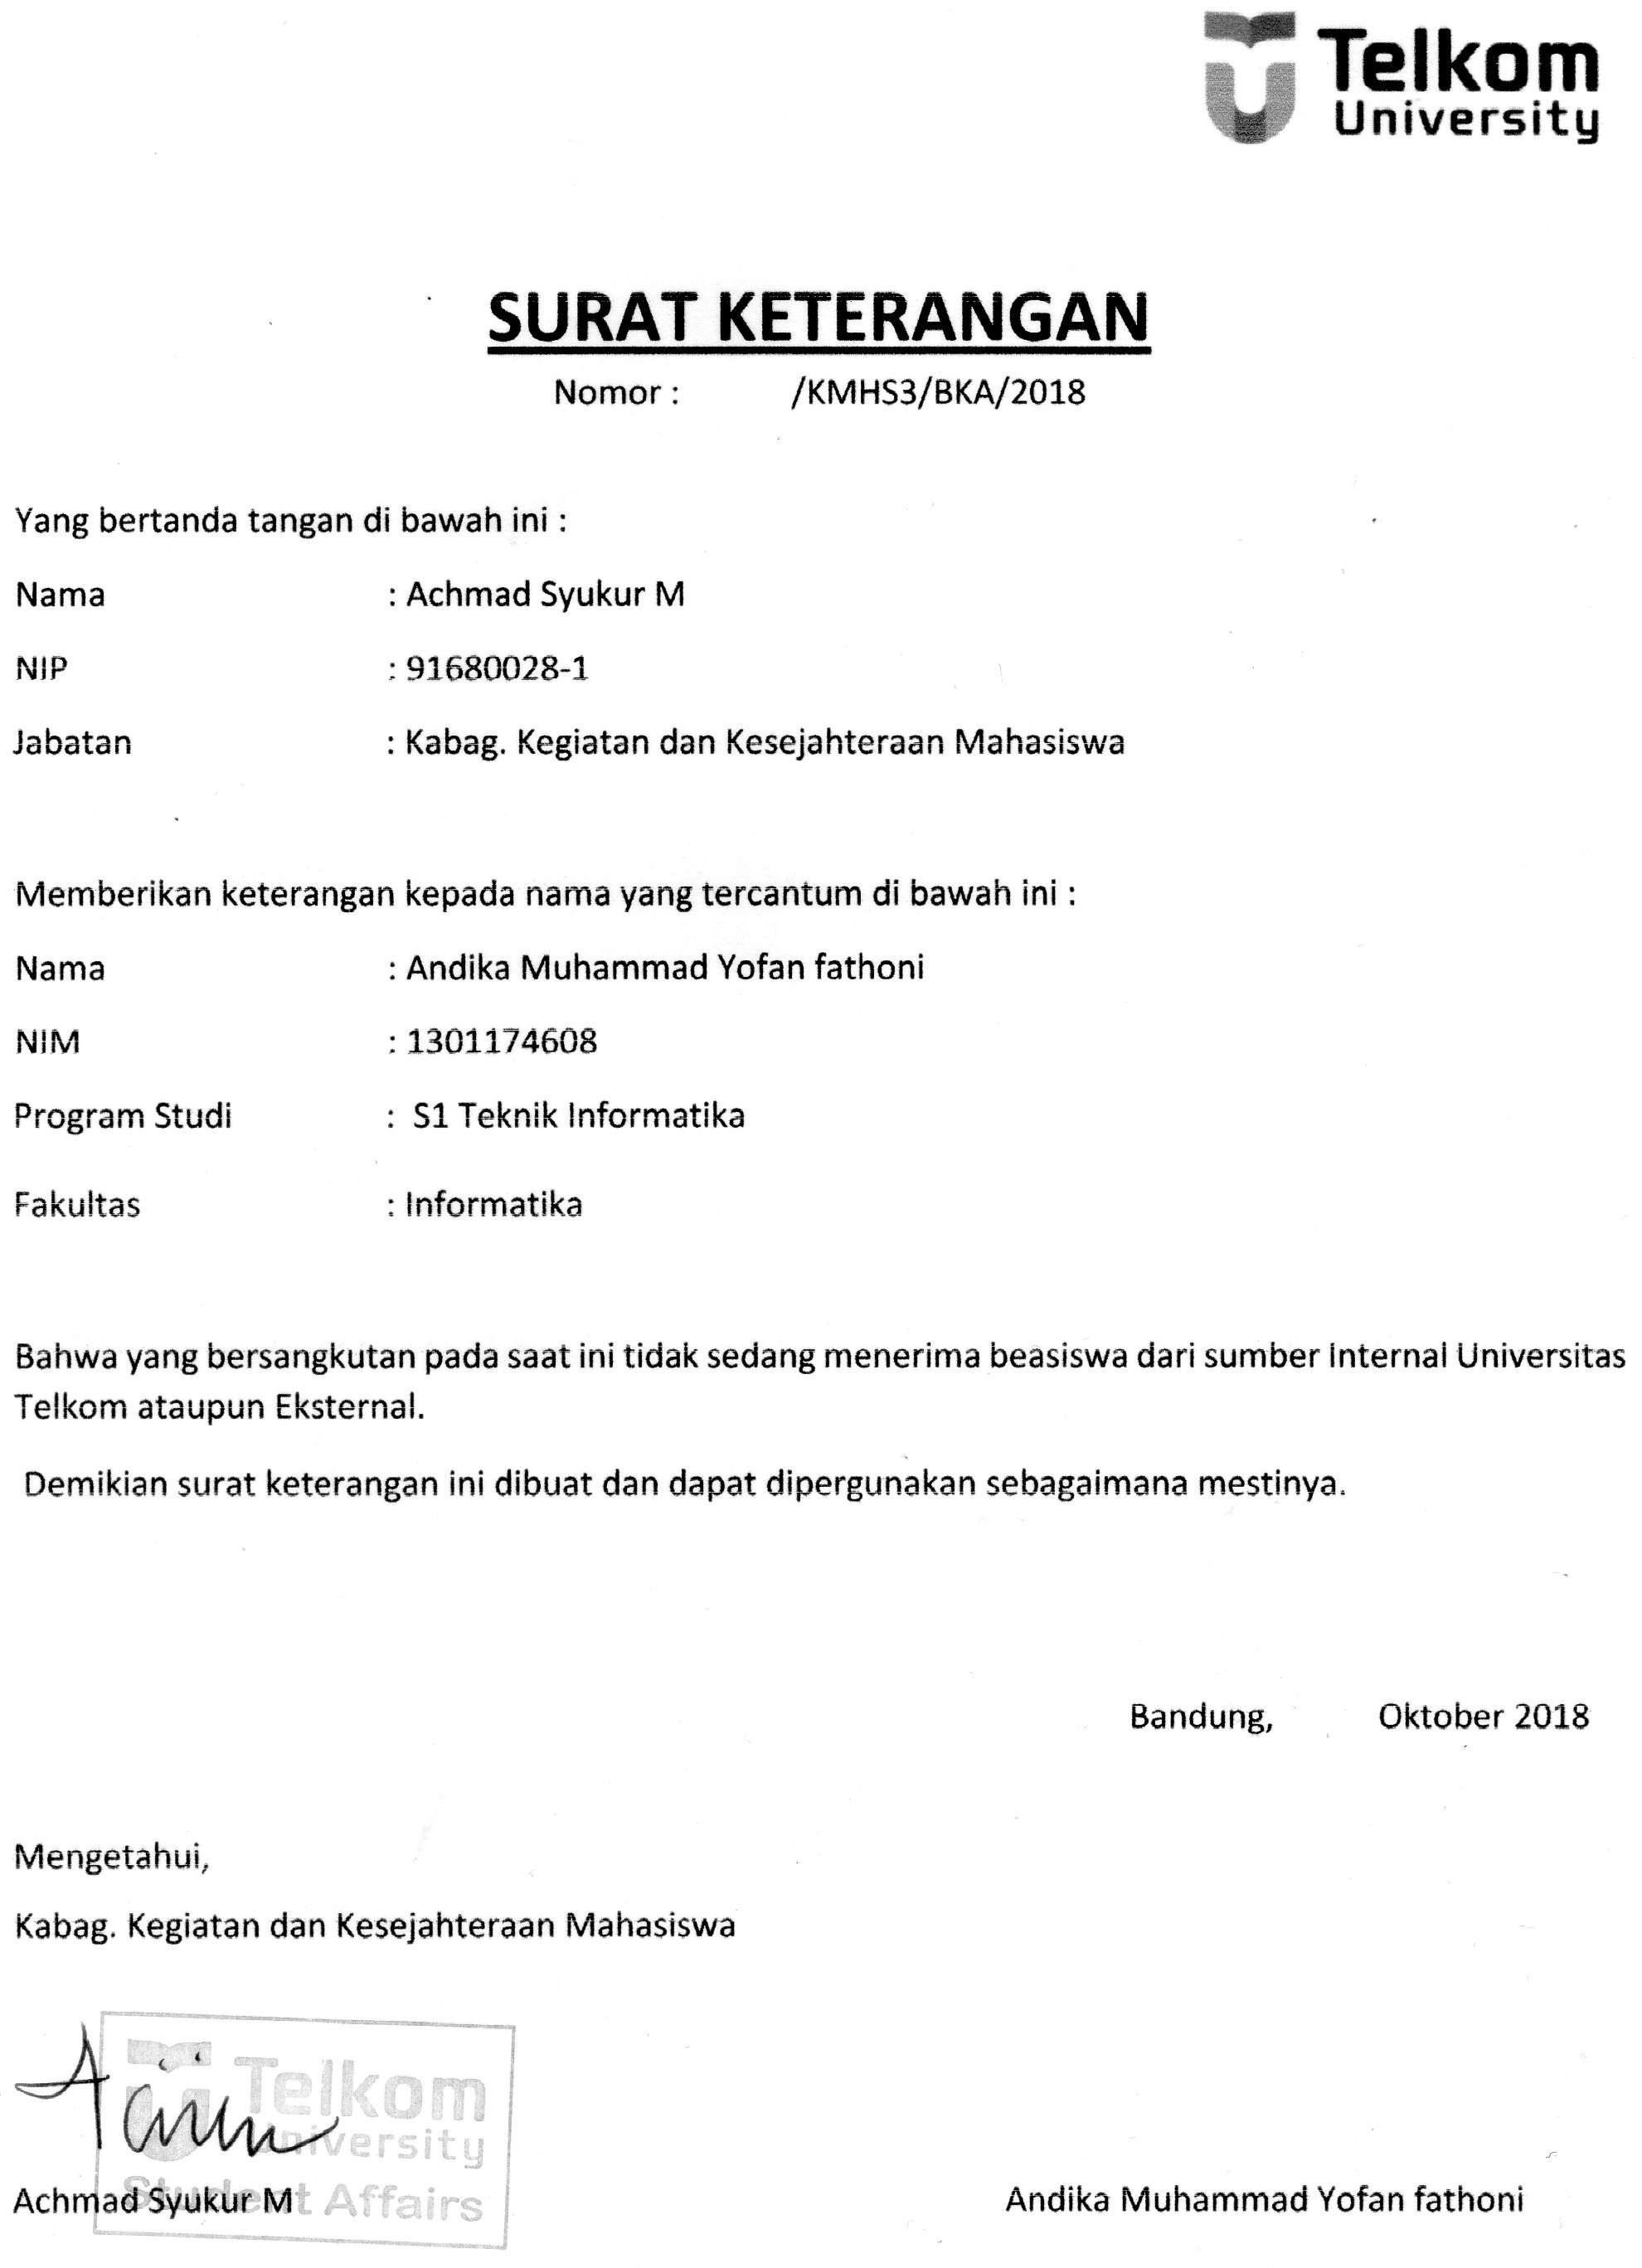 Telkom
University
SURAT KETERANGAN
Nomor : /KMHS3/BKA/2018
Yang bertanda tangan di bawah ini :
Nama : Achmad Syukur M
NIP : 91680028-1
Jabatan : Kabag. Kegiatan dan Kesejahteraan Mahasiswa
Memberikan keterangan kepada nama yang tercantum di bawah ini :
Nama : Andika Muhammad Yofan fathoni
NIM : 1301174608
Program Studi : S1 Teknik Informatika
Fakultas : Informatika
Bahwa yang bersangkutan pada saat ini tidak sedang menerima beasiswa dari sumber Internal Universitas
Telkom ataupun Eksternal.
Demikian surat keterangan ini dibuat dan dapat dipergunakan sebagaimana mestinya.
Bandung, Oktober 2018
Mengetahui,
Kabag. Kegiatan dan Kesejahteraan Mahasiswa
Telkom
University
Student Affairs
Achmad Syukur M
Andika Muhammad Yofan fathoni